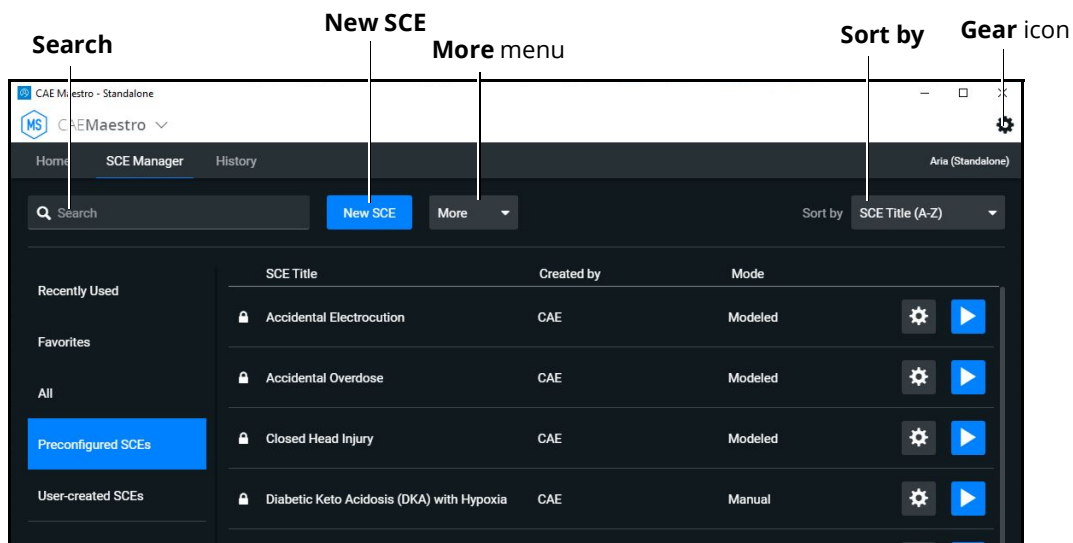 New SCE
Search
More menu
Sort by
Gear icon
CAE Maestro - Standalone
MS CAEMaestro
Home SCE Manager History Aria (Standalone)
Search New SCE More Sort by SCE Title (A-Z)
SCE Title Created by Mode
Recently Used
Accidental Electrocution CAE Modeled
Favorites
Accidental Overdose CAE Modeled
All
Preconfigured SCEs
Closed Head Injury CAE Modeled
User-created SCEs
Diabetic Keto Acidosis (DKA) with Hypoxia CAE Manual